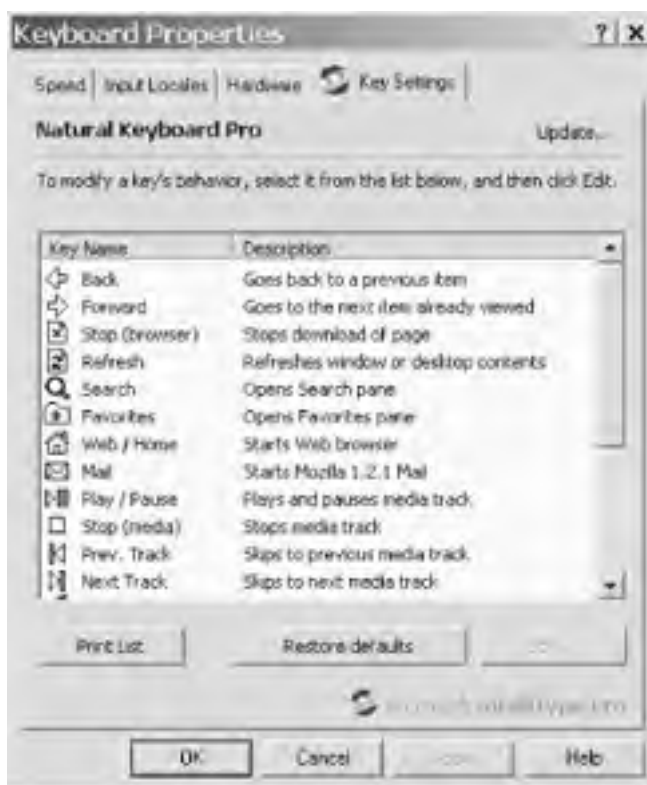 Keyboard Properties
Speed Input Locales Hardware Key Settings
Natural Keyboard Pro Update...
To modify a key's behavior, select it from the list below, and then click Edit.
Key Name Description
Back Goes back to a previous item
Forward Goes to the next item already viewed
Stop (browser) Stops download of page
Refresh Refreshes window or desktop contents
Search Opens Search pane
Favorites Opens Favorites pane
Web / Home Starts Web browser
Mail Starts Mozilla 1.2.1 Mail
Play / Pause Plays and pauses media track
Stop (media) Stops media track
Prev. Track Skips to previous media track
Next Track Skips to next media track
Print List Restore defaults
Microsoft IntelliType Pro
OK Cancel Help